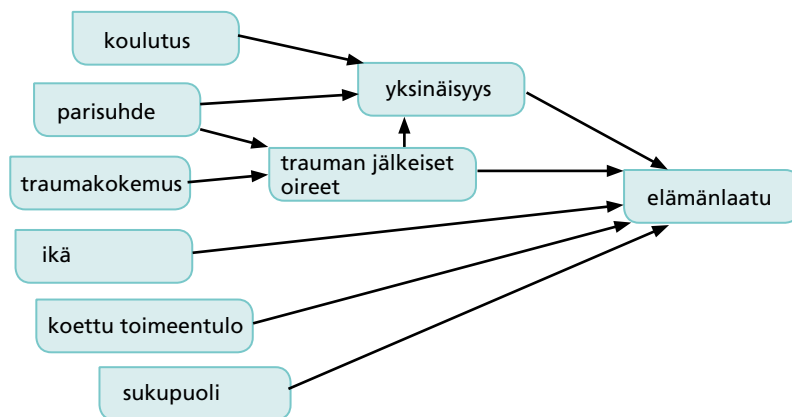 koulutus
yksinäisyys
parisuhde
trauman jälkeiset
oireet
traumakokemus
elämänlaatu
ikä
koettu toimeentulo
sukupuoli